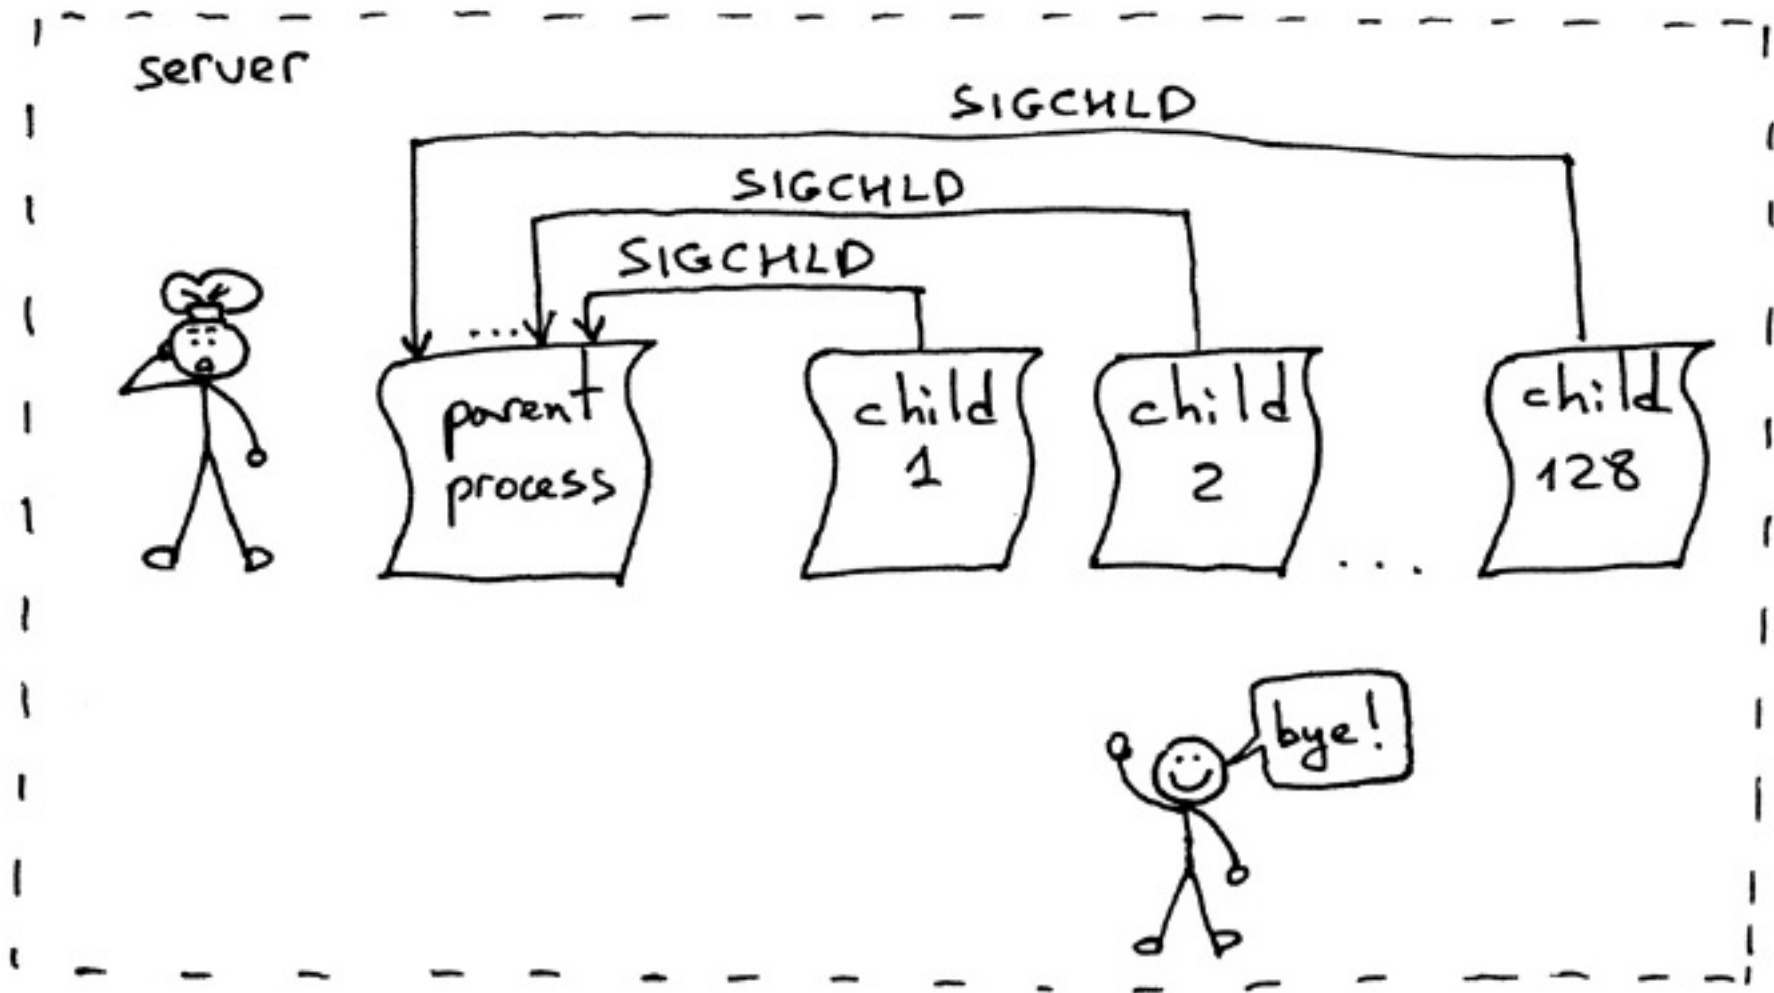 server
SIGCHLD
SIGCHLD
SIGCHLD
...
parent
process
child
1
child
2
...
child
128
bye!